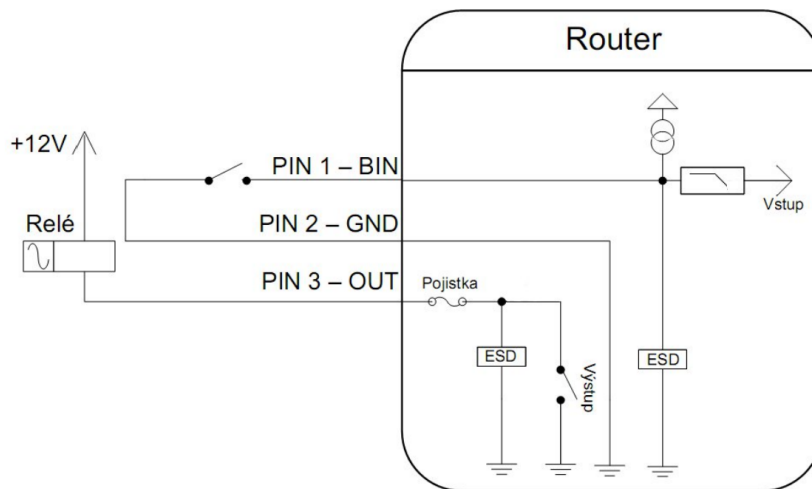 Router
+12V
PIN 1 – BIN
Vstup
Relé
PIN 2 – GND
PIN 3 – OUT
Pojistka
ESD
Výstup
ESD